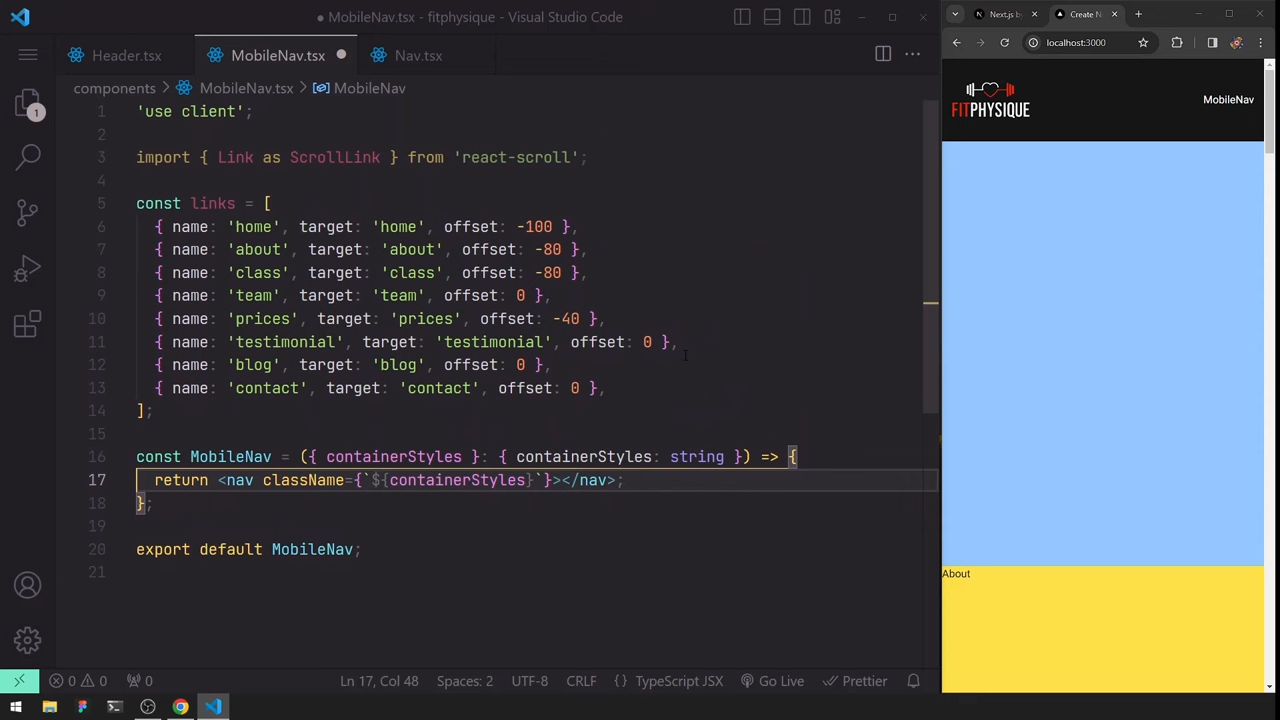 ● MobileNav.tsx - fitphysique - Visual Studio Code
Header.tsx
MobileNav.tsx
Nav.tsx
components > MobileNav.tsx > MobileNav
1 'use client';
2
3 import { Link as ScrollLink } from 'react-scroll';
4
5 const links = [
6 { name: 'home', target: 'home', offset: -100 },
7 { name: 'about', target: 'about', offset: -80 },
8 { name: 'class', target: 'class', offset: -80 },
9 { name: 'team', target: 'team', offset: 0 },
10 { name: 'prices', target: 'prices', offset: -40 },
11 { name: 'testimonial', target: 'testimonial', offset: 0 },
12 { name: 'blog', target: 'blog', offset: 0 },
13 { name: 'contact', target: 'contact', offset: 0 },
14 ];
15
16 const MobileNav = ({ containerStyles }: { containerStyles: string }) => {
17 return <nav className={`${containerStyles}`}></nav>;
18 };
19
20 export default MobileNav;
21
1
0 0 0
Ln 17, Col 48
Spaces: 2
UTF-8
CRLF
{ } TypeScript JSX
Go Live
Prettier
Next.js by
Create N
localhost:3000
FITPHYSIQUE
MobileNav
About